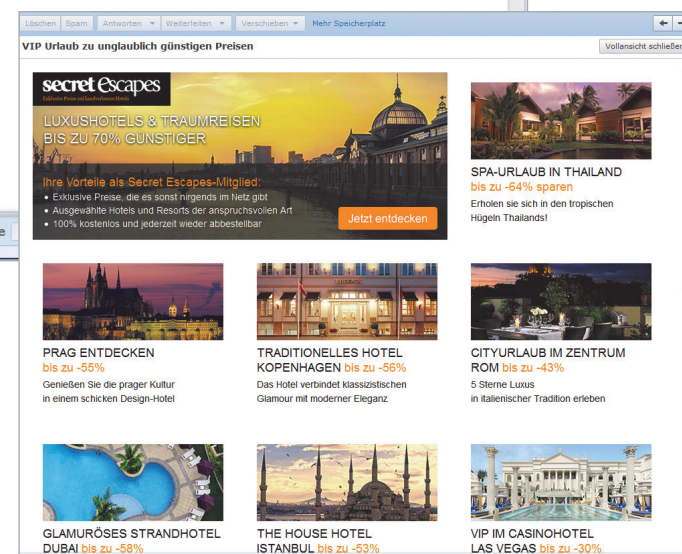 Löschen Spam Antworten Weiterleiten Verschieben Mehr Speicherplatz
VIP Urlaub zu unglaublich günstigen Preisen
Vollansicht schließen
secret escapes
Exklusive Preise auf handverlesene Hotels
LUXUSHOTELS & TRAUMREISEN
BIS ZU 70% GÜNSTIGER
Ihre Vorteile als Secret Escapes-Mitglied:
• Exklusive Preise, die es sonst nirgends im Netz gibt
• Ausgewählte Hotels und Resorts der anspruchsvollen Art
• 100% kostenlos und jederzeit wieder abbestellbar
Jetzt entdecken
SPA-URLAUB IN THAILAND
bis zu -64% sparen
Erholen sie sich in den tropischen
Hügeln Thailands!
PRAG ENTDECKEN
bis zu -55%
Genießen Sie die prager Kultur
in einem schicken Design-Hotel
TRADITIONELLES HOTEL
KOPENHAGEN bis zu -56%
Das Hotel verbindet klassizistischen
Glamour mit moderner Eleganz
CITYURLAUB IM ZENTRUM
ROM bis zu -43%
5 Sterne Luxus
in italienischer Tradition erleben
GLAMURÖSES STRANDHOTEL
DUBAI bis zu -58%
THE HOUSE HOTEL
ISTANBUL bis zu -53%
VIP IM CASINOHOTEL
LAS VEGAS bis zu -30%